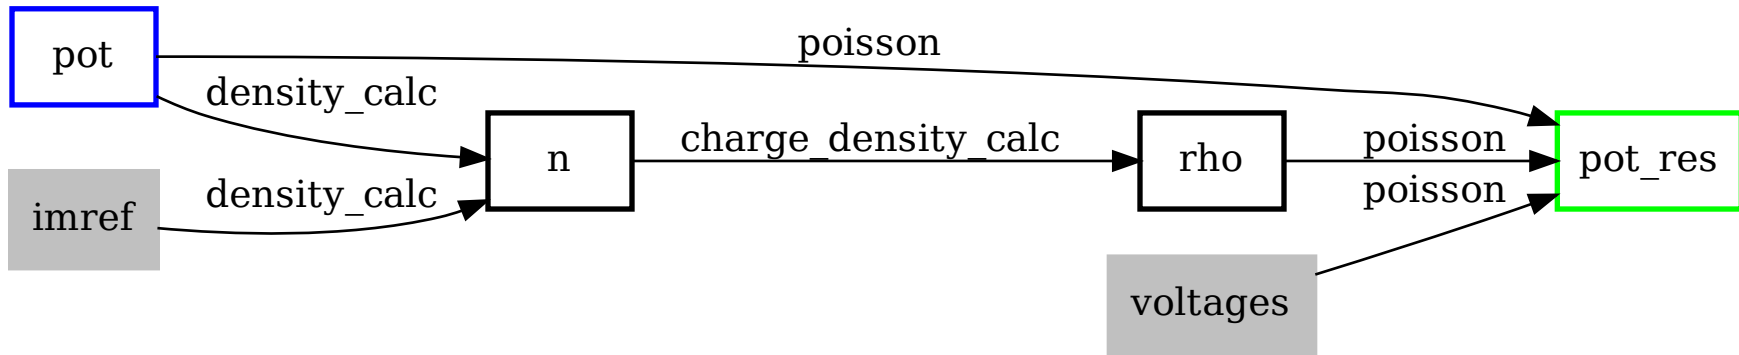 pot
poisson
density_calc
n
charge_density_calc
rho
poisson
pot_res
imref
density_calc
poisson
voltages